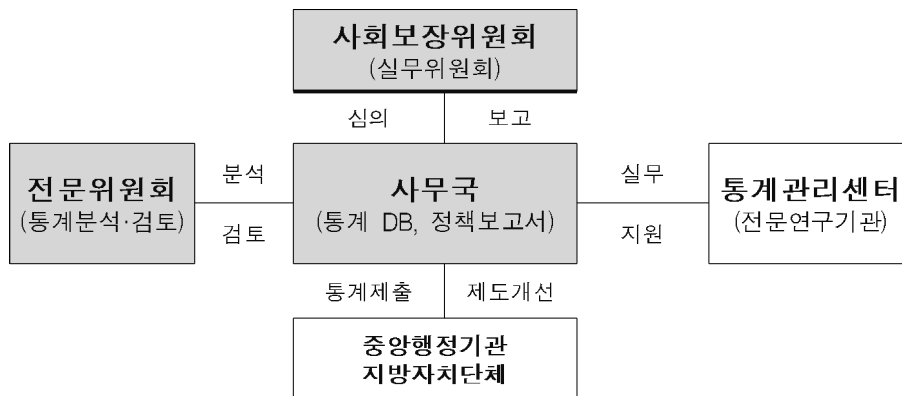 사회보장위원회
(실무위원회)
심의 보고
전문위원회
(통계분석·검토)
분석
검토
사무국
(통계 DB, 정책보고서)
실무
지원
통계관리센터
(전문연구기관)
통계제출 제도개선
중앙행정기관
지방자치단체